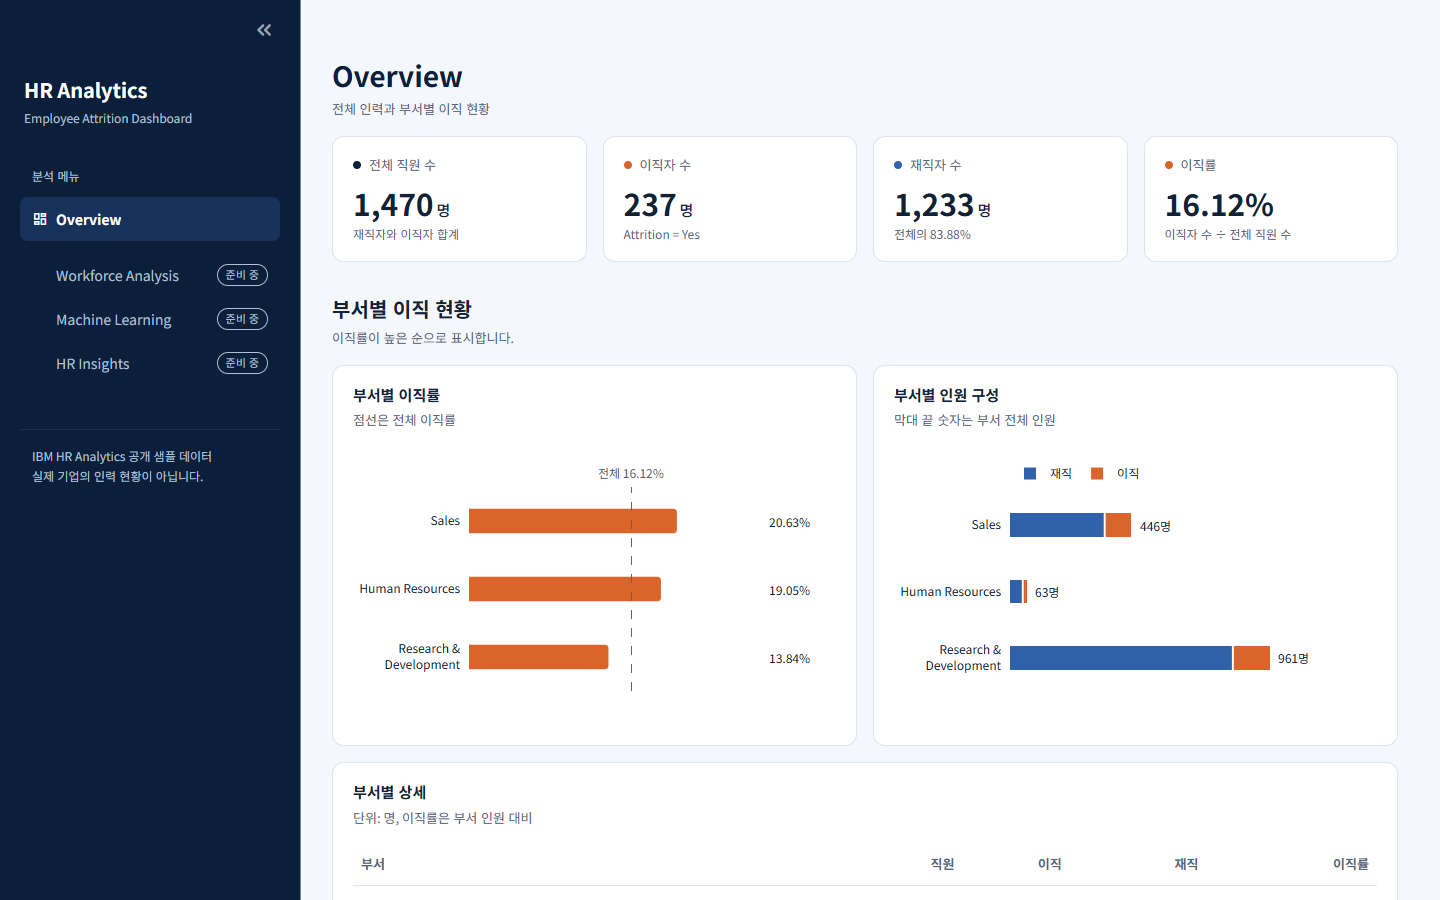 HR Analytics
Employee Attrition Dashboard
분석 메뉴
Overview
Workforce Analysis 준비 중
Machine Learning 준비 중
HR Insights 준비 중
IBM HR Analytics 공개 샘플 데이터
실제 기업의 인력 현황이 아닙니다.
Overview
전체 인력과 부서별 이직 현황
전체 직원 수
1,470 명
재직자와 이직자 합계
이직자 수
237 명
Attrition = Yes
재직자 수
1,233 명
전체의 83.88%
이직률
16.12%
이직자 수 ÷ 전체 직원 수
부서별 이직 현황
이직률이 높은 순으로 표시합니다.
부서별 이직률
점선은 전체 이직률
전체 16.12%
Sales 20.63%
Human Resources 19.05%
Research &
Development 13.84%
부서별 인원 구성
막대 끝 숫자는 부서 전체 인원
재직 이직
Sales 446명
Human Resources 63명
Research &
Development 961명
부서별 상세
단위: 명, 이직률은 부서 인원 대비
부서 직원 이직 재직 이직률